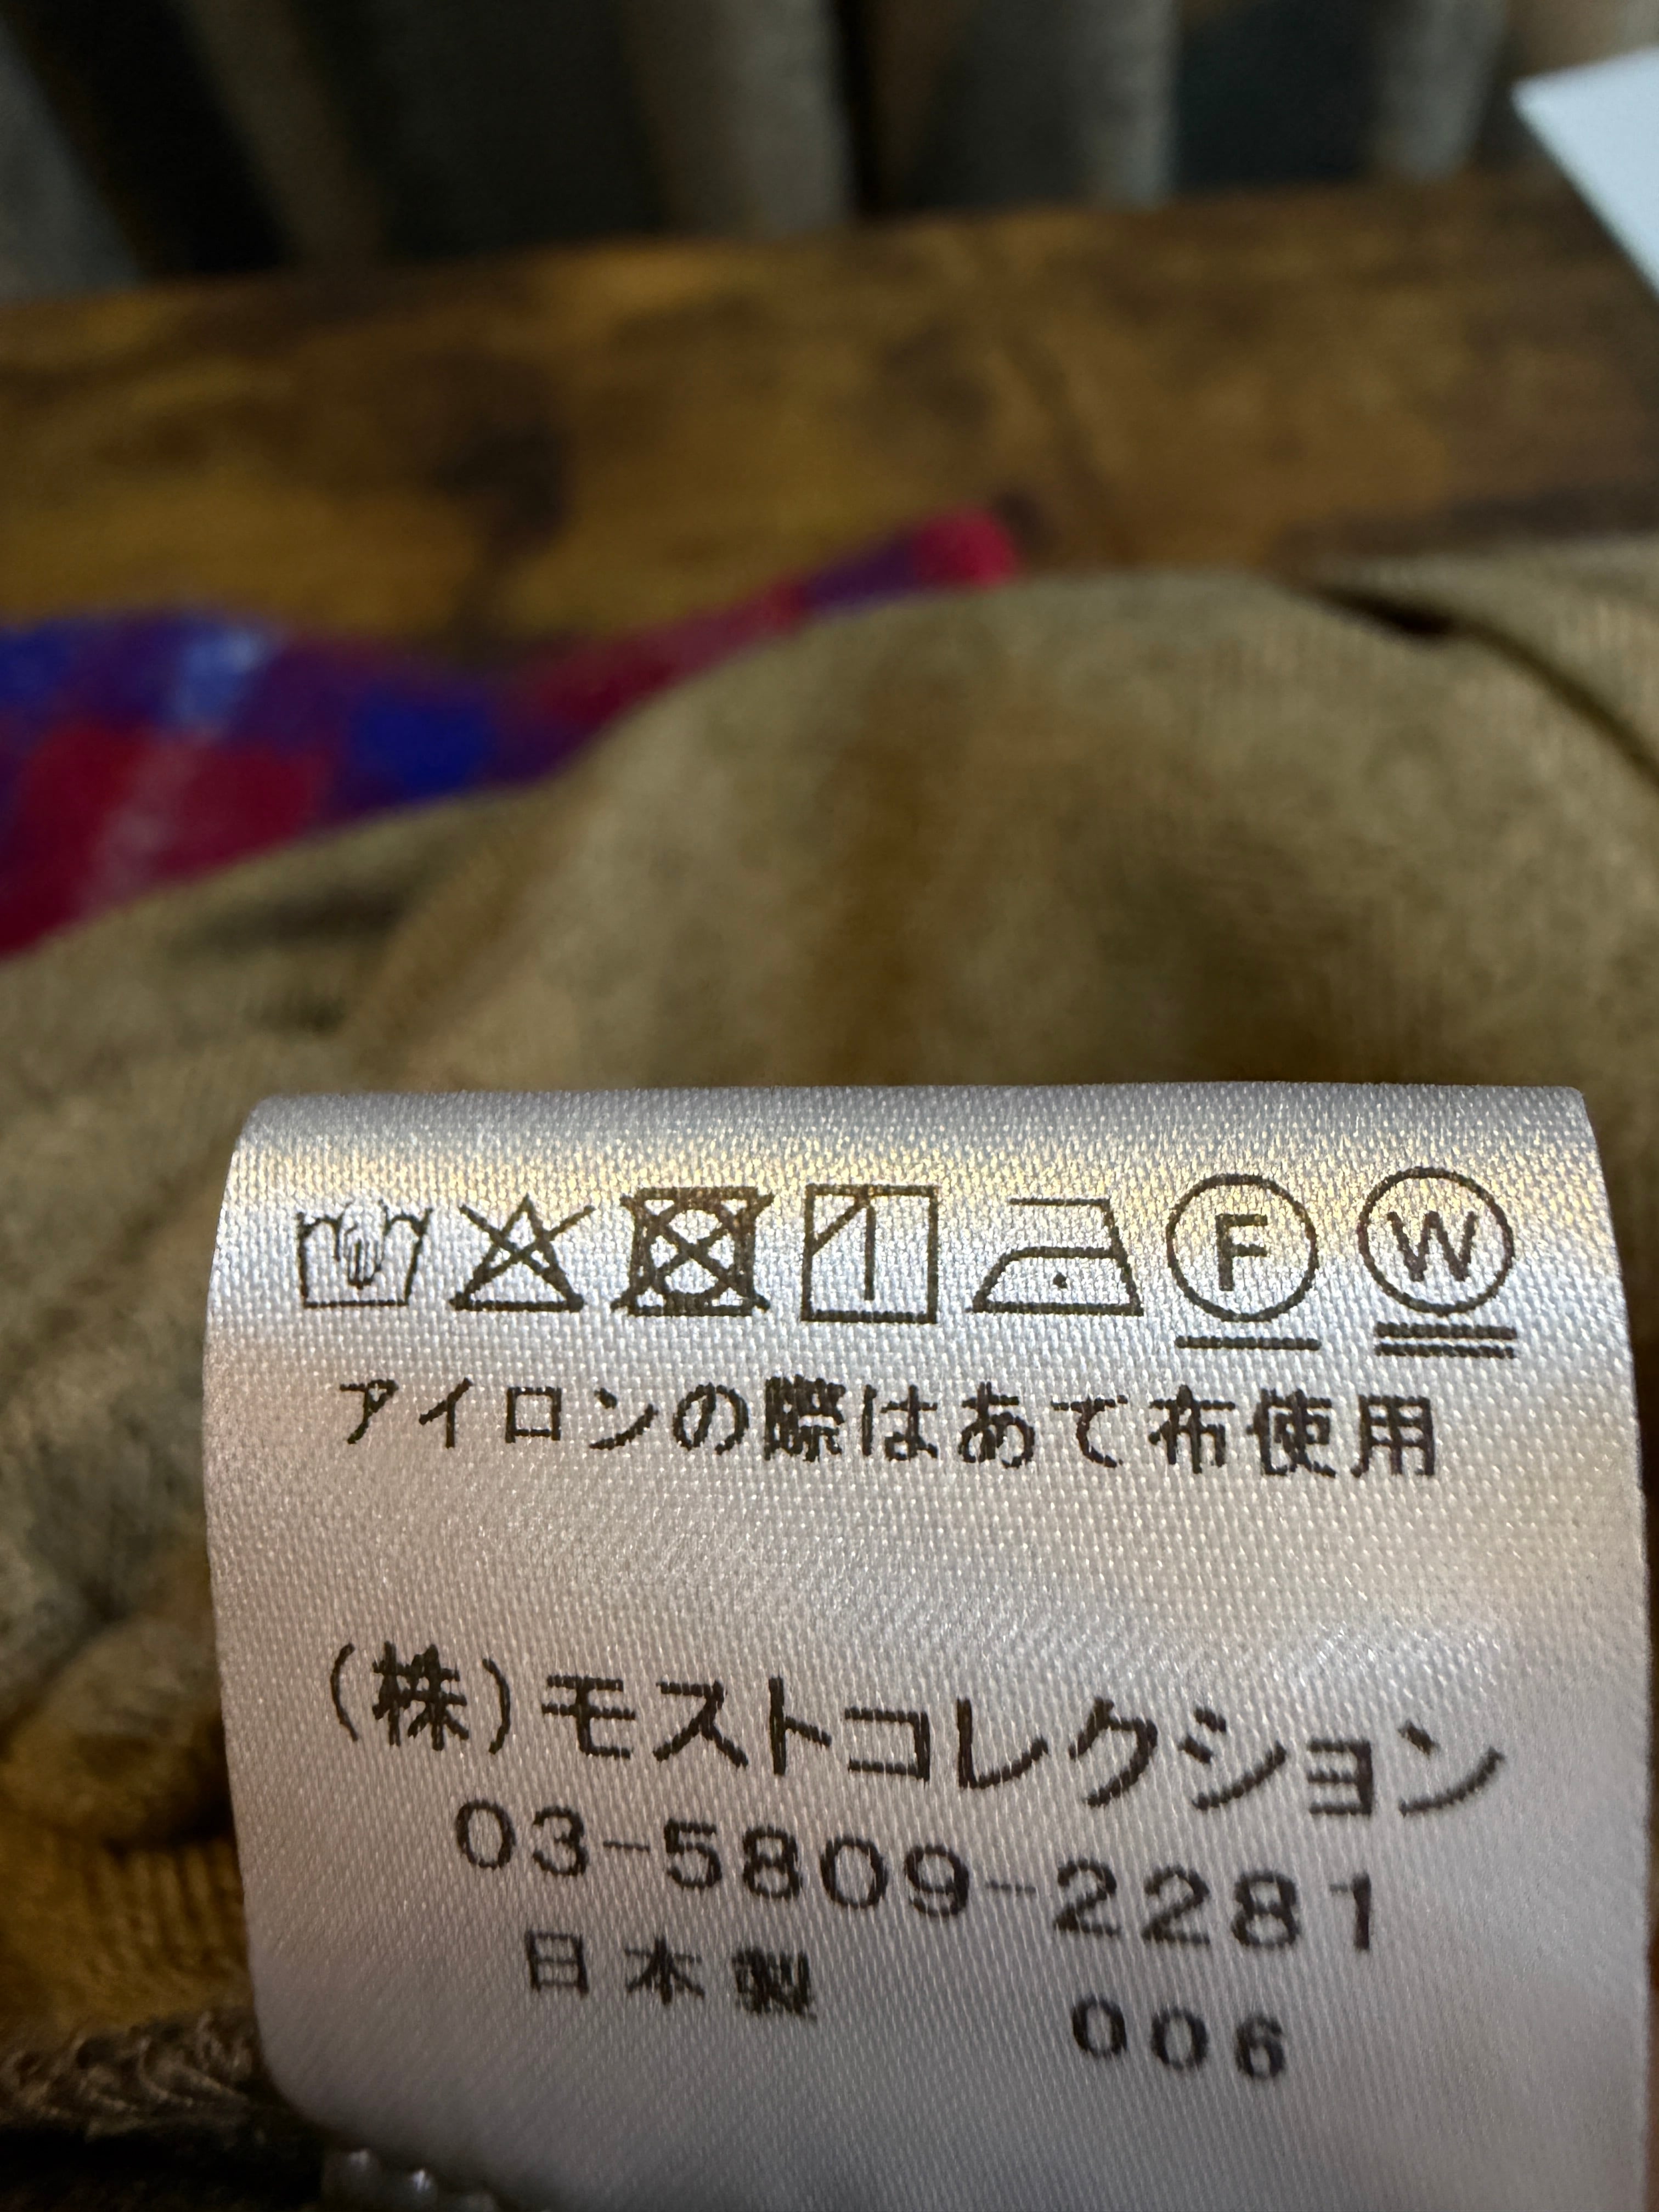 F W
アイロンの際はあて布使用
(株)モストコレクション
03-5809-2281
日本製 006